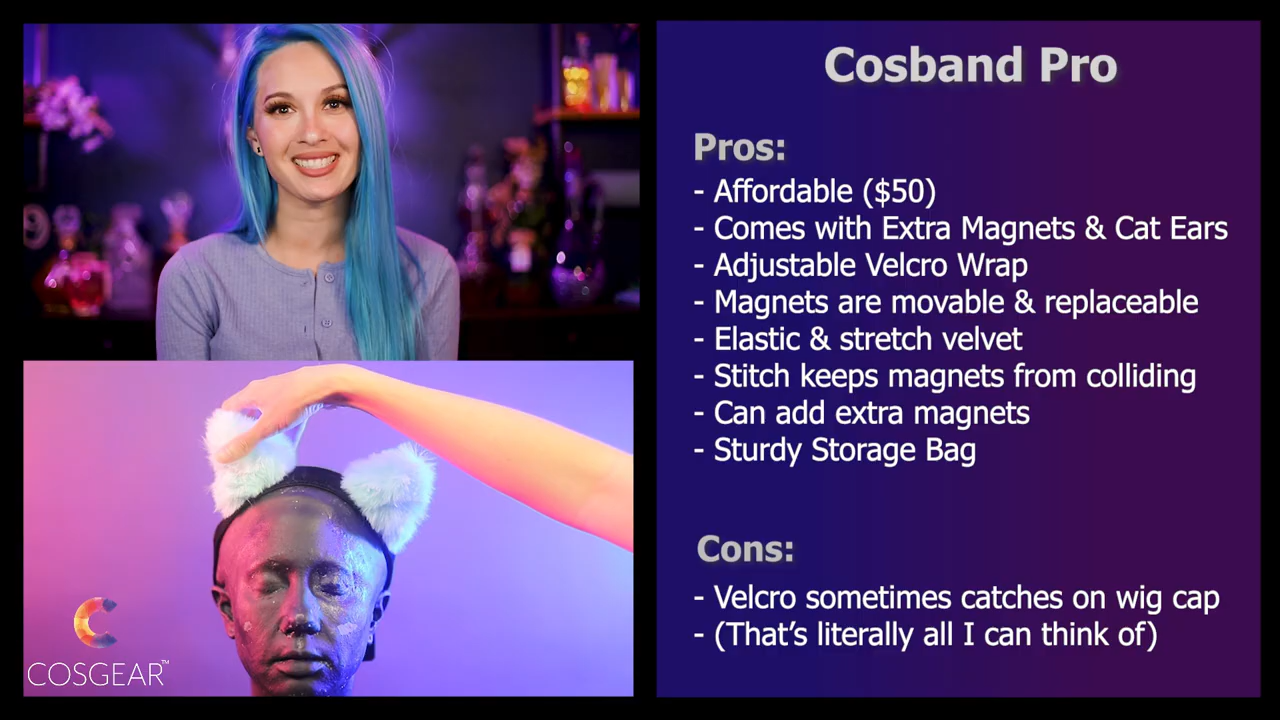 Cosband Pro
Pros:
- Affordable ($50)
- Comes with Extra Magnets & Cat Ears
- Adjustable Velcro Wrap
- Magnets are movable & replaceable
- Elastic & stretch velvet
- Stitch keeps magnets from colliding
- Can add extra magnets
- Sturdy Storage Bag
Cons:
- Velcro sometimes catches on wig cap
- (That's literally all I can think of)
COSGEAR™